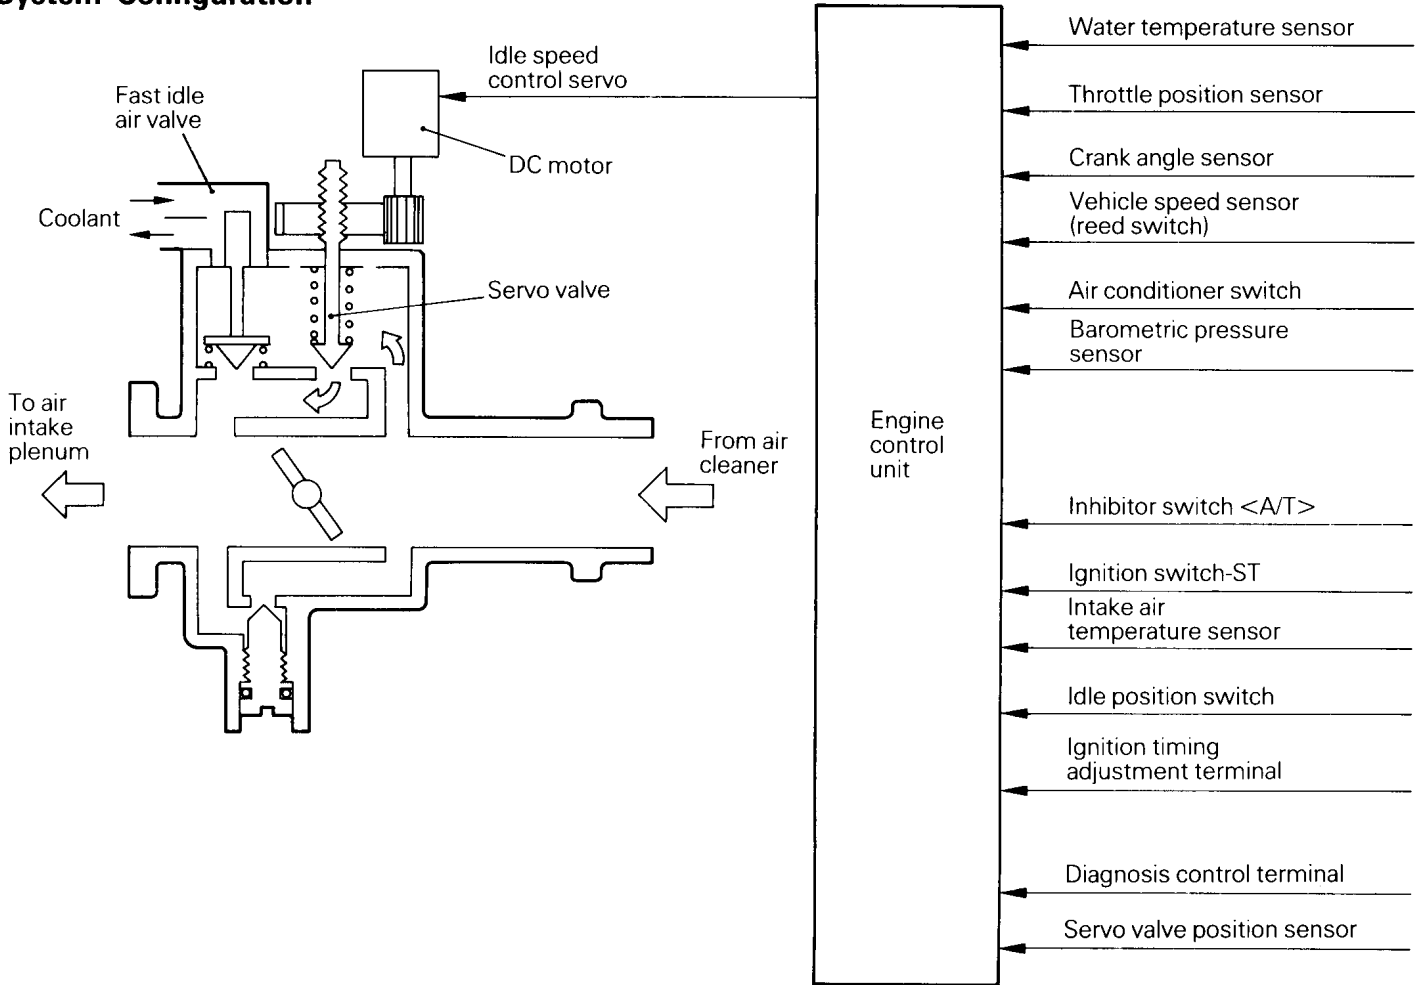 System Configuration
Idle speed
control servo
Fast idle
air valve
DC motor
Coolant
Servo valve
To air
intake
plenum
From air
cleaner
Engine
control
unit
Water temperature sensor
Throttle position sensor
Crank angle sensor
Vehicle speed sensor
(reed switch)
Air conditioner switch
Barometric pressure
sensor
Inhibitor switch <A/T>
Ignition switch-ST
Intake air
temperature sensor
Idle position switch
Ignition timing
adjustment terminal
Diagnosis control terminal
Servo valve position sensor